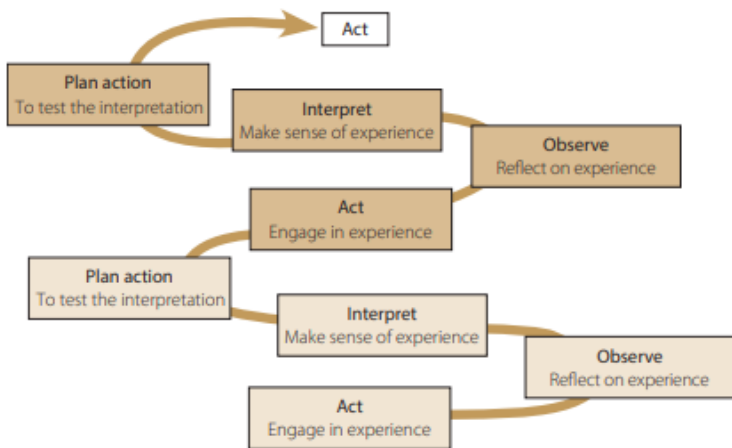 Act
Plan action
To test the interpretation
Interpret
Make sense of experience
Observe
Reflect on experience
Act
Engage in experience
Plan action
To test the interpretation
Interpret
Make sense of experience
Observe
Reflect on experience
Act
Engage in experience